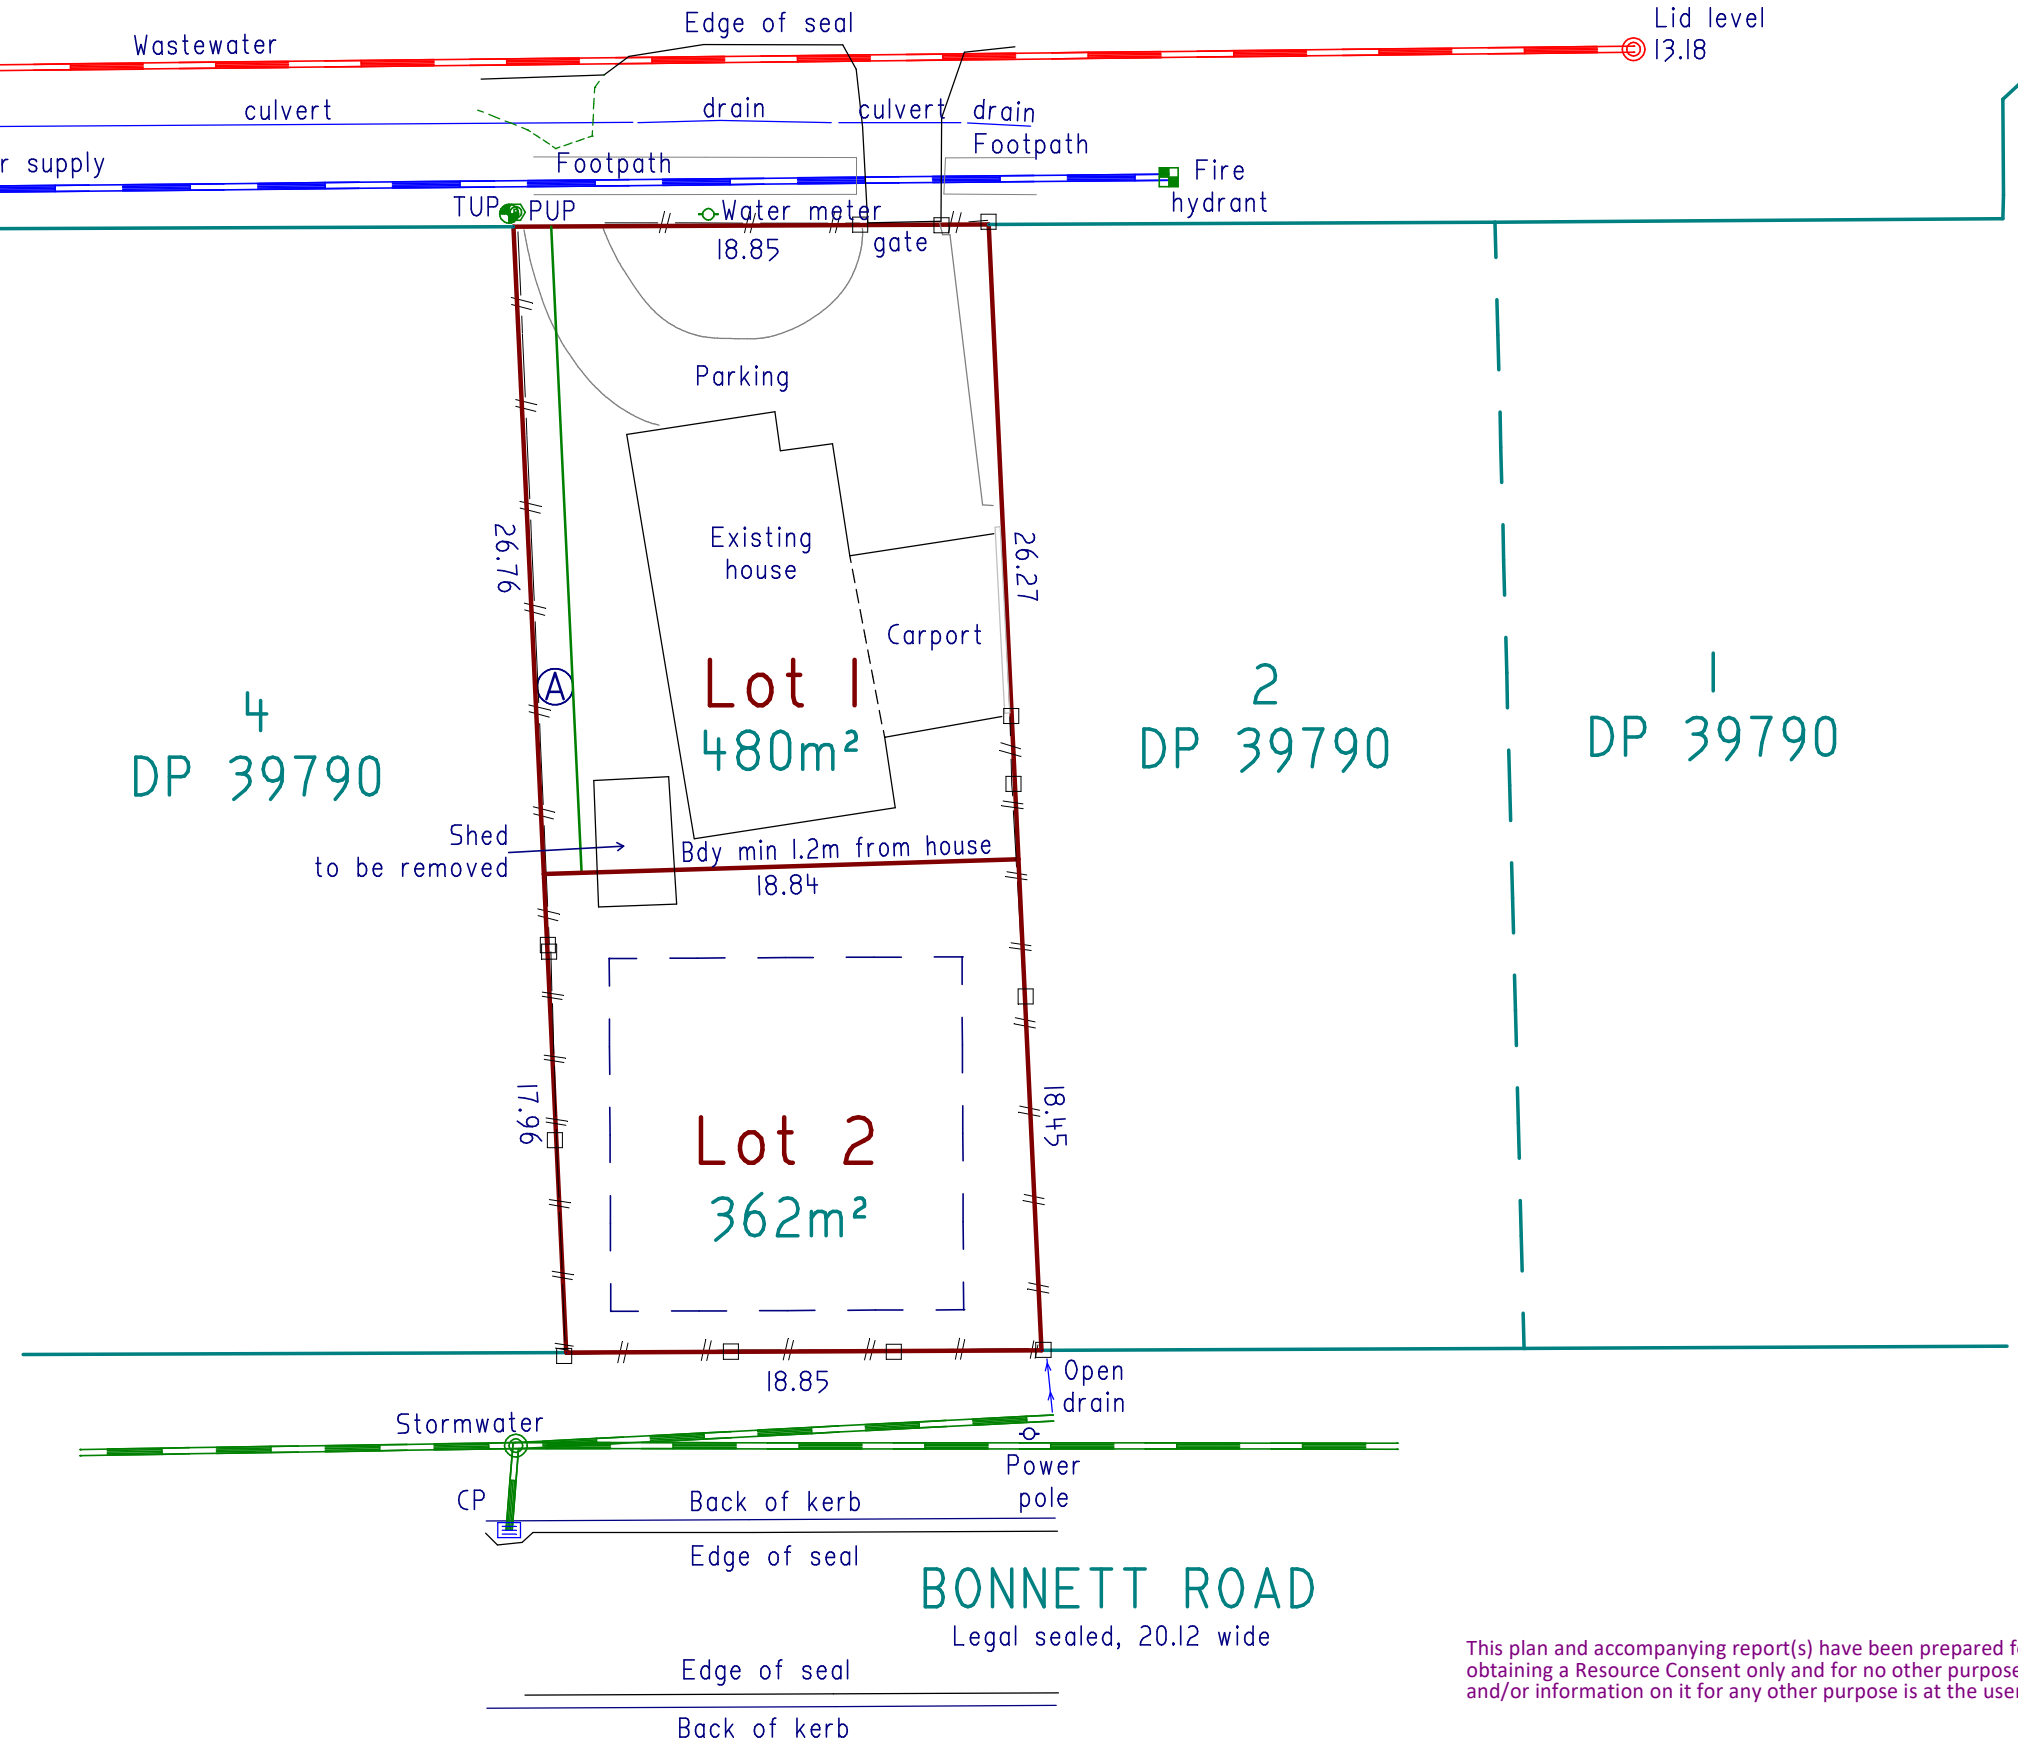 Edge of seal
Lid level
13.18
Wastewater
culvert
drain
culvert
drain
Footpath
Footpath
r supply
Fire
hydrant
TUP
PUP
Water meter
18.85
gate
Parking
26.76
Existing
house
26.27
Carport
A
Lot 1
480m²
4
DP 39790
2
DP 39790
1
DP 39790
Shed
to be removed
Bdy min 1.2m from house
18.84
17.96
18.45
Lot 2
362m²
18.85
Open
drain
Stormwater
Power
pole
CP
Back of kerb
Edge of seal
BONNETT ROAD
Legal sealed, 20.12 wide
Edge of seal
Back of kerb
This plan and accompanying report(s) have been prepared f
obtaining a Resource Consent only and for no other purpose
and/or information on it for any other purpose is at the user